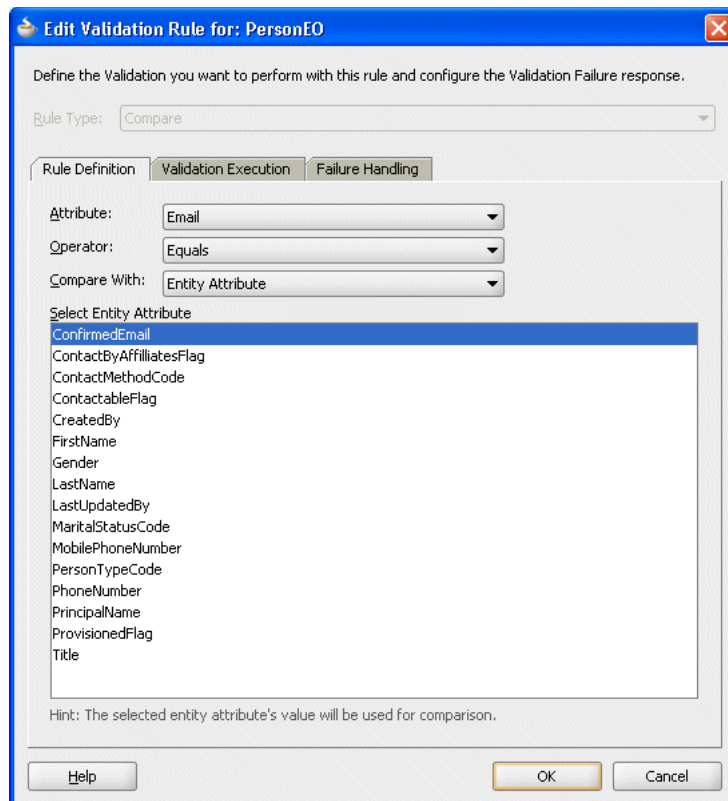 Edit Validation Rule for: PersonEO
Define the Validation you want to perform with this rule and configure the Validation Failure response.
Rule Type: Compare
Rule Definition Validation Execution Failure Handling
Attribute: Email
Operator: Equals
Compare With: Entity Attribute
Select Entity Attribute
ConfirmedEmail
ContactByAffilliatesFlag
ContactMethodCode
ContactableFlag
CreatedBy
FirstName
Gender
LastName
LastUpdatedBy
MaritalStatusCode
MobilePhoneNumber
PersonTypeCode
PhoneNumber
PrincipalName
ProvisionedFlag
Title
Hint: The selected entity attribute's value will be used for comparison.
Help OK Cancel